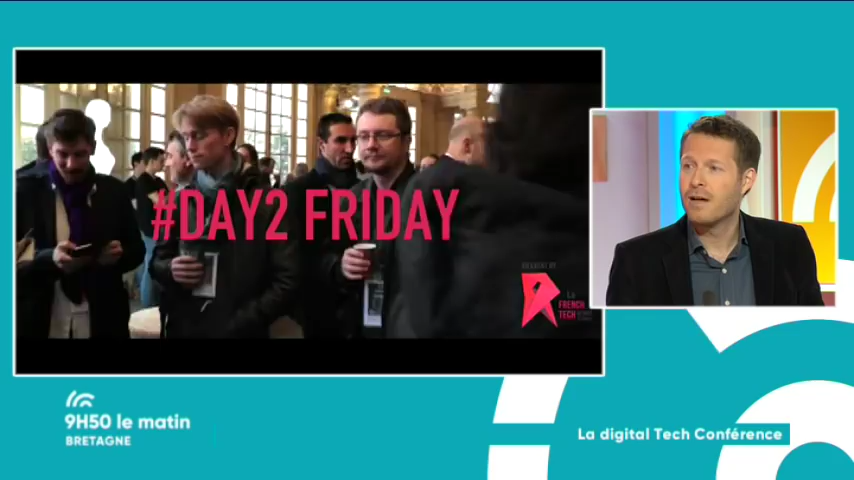 #DAY2 FRIDAY
La
FRENCH
TECH
9H50 le matin
BRETAGNE
La digital Tech Conférence